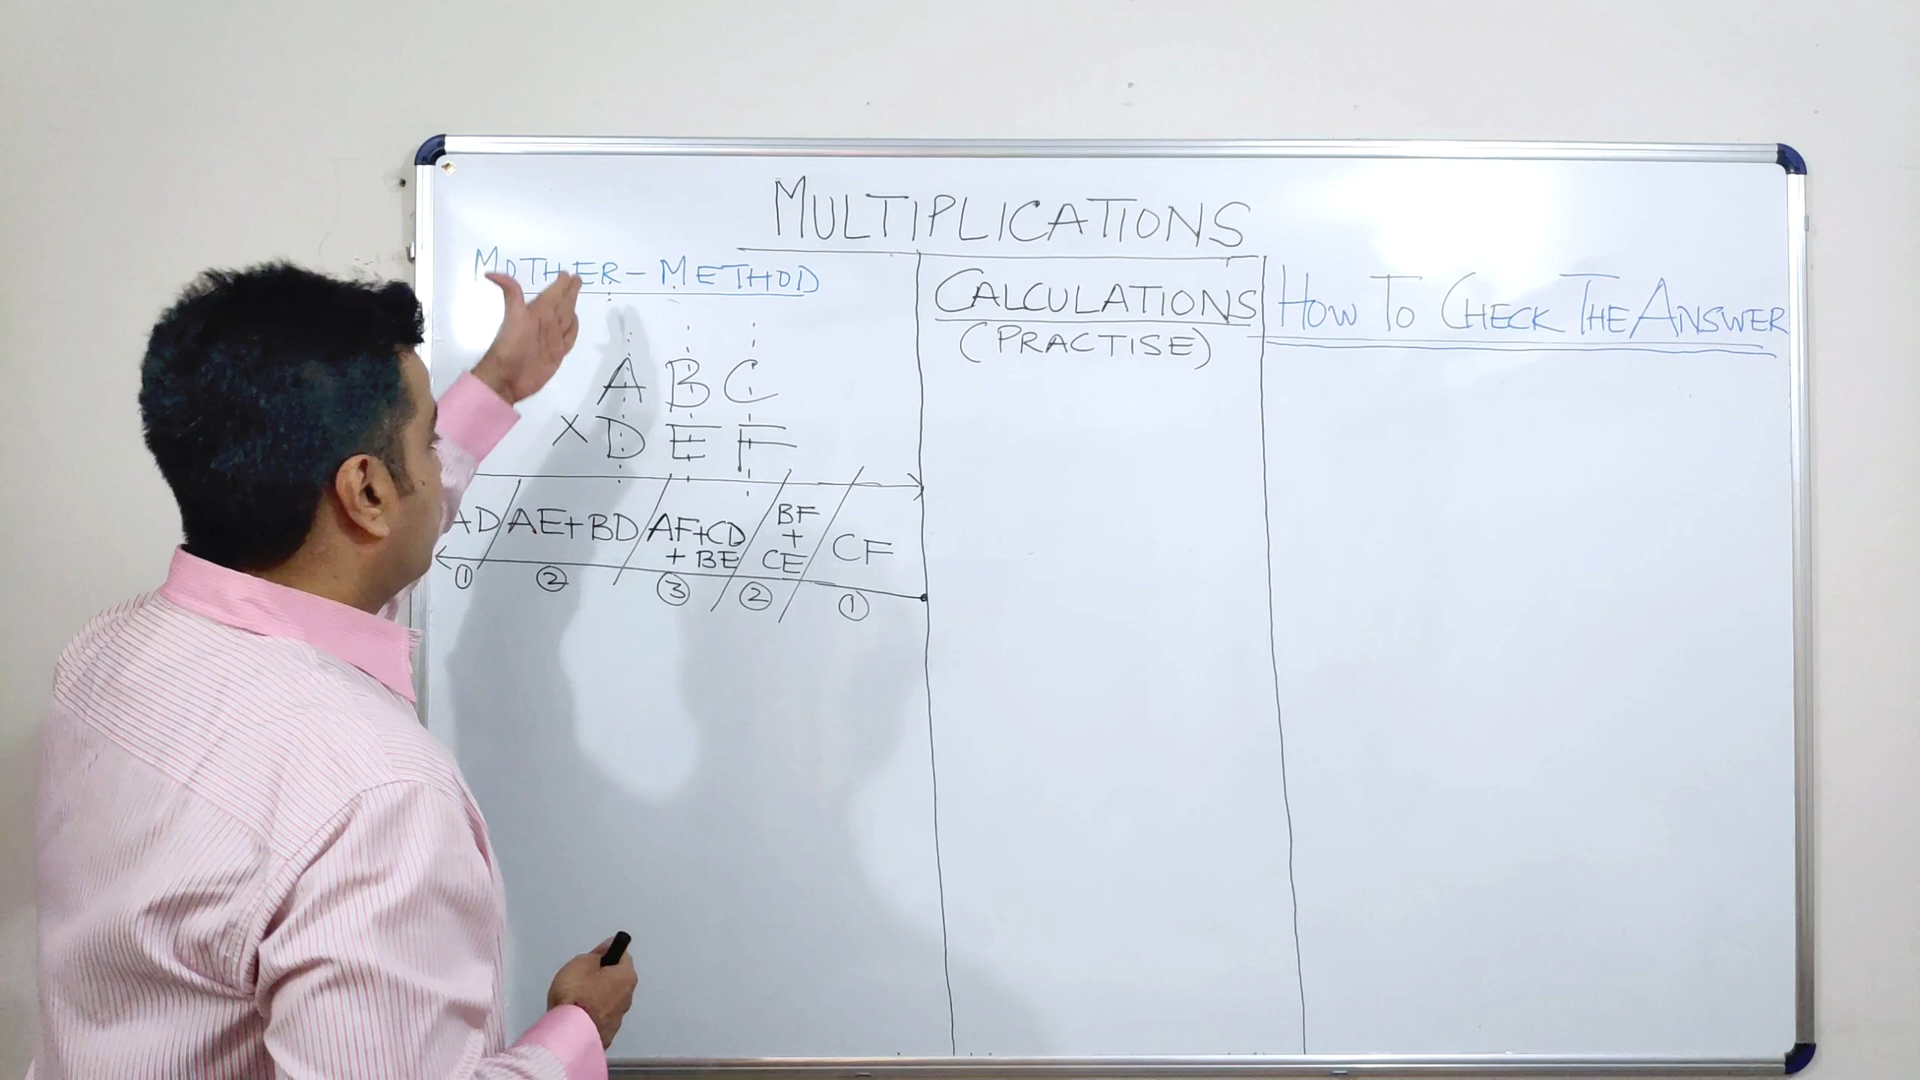 MULTIPLICATIONS
MOTHER-METHOD
A B C
X D E F
AD / AE+BD / AF+CD + BE / BF + CE / CF
① ② ③ ② ①
CALCULATIONS
(PRACTISE)
HOW TO CHECK THE ANSWER